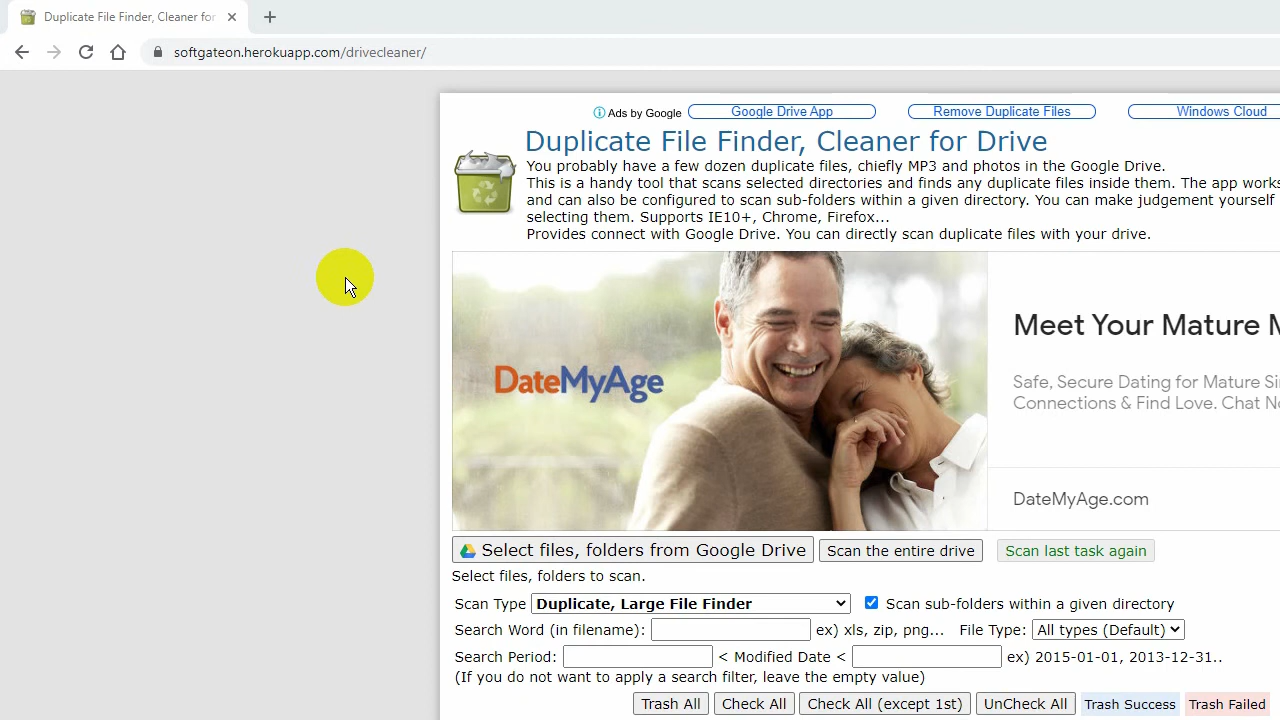 Duplicate File Finder, Cleaner for
softgateon.herokuapp.com/drivecleaner/
Ads by Google
Google Drive App
Remove Duplicate Files
Windows Cloud
Duplicate File Finder, Cleaner for Drive
You probably have a few dozen duplicate files, chiefly MP3 and photos in the Google Drive.
This is a handy tool that scans selected directories and finds any duplicate files inside them. The app works
and can also be configured to scan sub-folders within a given directory. You can make judgement yourself
selecting them. Supports IE10+, Chrome, Firefox...
Provides connect with Google Drive. You can directly scan duplicate files with your drive.
DateMyAge
Meet Your Mature
Safe, Secure Dating for Mature
Connections & Find Love. Chat
DateMyAge.com
Select files, folders from Google Drive
Scan the entire drive
Scan last task again
Select files, folders to scan.
Scan Type Duplicate, Large File Finder Scan sub-folders within a given directory
Search Word (in filename): ex) xls, zip, png... File Type: All types (Default)
Search Period: < Modified Date < ex) 2015-01-01, 2013-12-31..
(If you do not want to apply a search filter, leave the empty value)
Trash All Check All Check All (except 1st) UnCheck All Trash Success Trash Failed